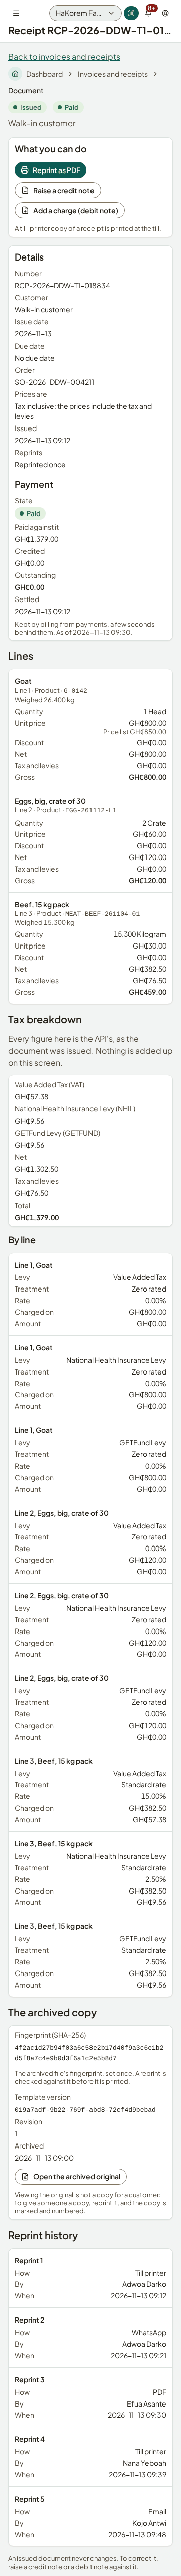 HaKorem Fa...
8+
Receipt RCP-2026-DDW-T1-01...
Back to invoices and receipts
Dashboard
Invoices and receipts
Document
Issued
Paid
Walk-in customer
What you can do
Reprint as PDF
Raise a credit note
Add a charge (debit note)
A till-printer copy of a receipt is printed at the till.
Details
Number
RCP-2026-DDW-T1-018834
Customer
Walk-in customer
Issue date
2026-11-13
Due date
No due date
Order
SO-2026-DDW-004211
Prices are
Tax inclusive: the prices include the tax and
levies
Issued
2026-11-13 09:12
Reprints
Reprinted once
Payment
State
Paid
Paid against it
GH₵1,379.00
Credited
GH₵0.00
Outstanding
GH₵0.00
Settled
2026-11-13 09:12
Kept by billing from payments, a few seconds
behind them. As of 2026-11-13 09:30.
Lines
Goat
Line 1 · Product · G-0142
Weighed 26.400 kg
Quantity 1 Head
Unit price GH₵800.00
Price list GH₵850.00
Discount GH₵0.00
Net GH₵800.00
Tax and levies GH₵0.00
Gross GH₵800.00
Eggs, big, crate of 30
Line 2 · Product · EGG-261112-L1
Quantity 2 Crate
Unit price GH₵60.00
Discount GH₵0.00
Net GH₵120.00
Tax and levies GH₵0.00
Gross GH₵120.00
Beef, 15 kg pack
Line 3 · Product · MEAT-BEEF-261104-01
Weighed 15.300 kg
Quantity 15.300 Kilogram
Unit price GH₵30.00
Discount GH₵0.00
Net GH₵382.50
Tax and levies GH₵76.50
Gross GH₵459.00
Tax breakdown
Every figure here is the API's, as the
document was issued. Nothing is added up
on this screen.
Value Added Tax (VAT)
GH₵57.38
National Health Insurance Levy (NHIL)
GH₵9.56
GETFund Levy (GETFUND)
GH₵9.56
Net
GH₵1,302.50
Tax and levies
GH₵76.50
Total
GH₵1,379.00
By line
Line 1, Goat
Levy Value Added Tax
Treatment Zero rated
Rate 0.00%
Charged on GH₵800.00
Amount GH₵0.00
Line 1, Goat
Levy National Health Insurance Levy
Treatment Zero rated
Rate 0.00%
Charged on GH₵800.00
Amount GH₵0.00
Line 1, Goat
Levy GETFund Levy
Treatment Zero rated
Rate 0.00%
Charged on GH₵800.00
Amount GH₵0.00
Line 2, Eggs, big, crate of 30
Levy Value Added Tax
Treatment Zero rated
Rate 0.00%
Charged on GH₵120.00
Amount GH₵0.00
Line 2, Eggs, big, crate of 30
Levy National Health Insurance Levy
Treatment Zero rated
Rate 0.00%
Charged on GH₵120.00
Amount GH₵0.00
Line 2, Eggs, big, crate of 30
Levy GETFund Levy
Treatment Zero rated
Rate 0.00%
Charged on GH₵120.00
Amount GH₵0.00
Line 3, Beef, 15 kg pack
Levy Value Added Tax
Treatment Standard rate
Rate 15.00%
Charged on GH₵382.50
Amount GH₵57.38
Line 3, Beef, 15 kg pack
Levy National Health Insurance Levy
Treatment Standard rate
Rate 2.50%
Charged on GH₵382.50
Amount GH₵9.56
Line 3, Beef, 15 kg pack
Levy GETFund Levy
Treatment Standard rate
Rate 2.50%
Charged on GH₵382.50
Amount GH₵9.56
The archived copy
Fingerprint (SHA-256)
4f2ac1d27b94f03a6c58e2b17d40f9a3c6e1b2
d5f8a7c4e9b0d3f6a1c2e5b8d7
The archived file's fingerprint, set once. A reprint is
checked against it before it is printed.
Template version
019a7adf-9b22-769f-abd8-72cf4d9bebad
Revision
1
Archived
2026-11-13 09:00
Open the archived original
Viewing the original is not a copy for a customer:
to give someone a copy, reprint it, and the copy is
marked and numbered.
Reprint history
Reprint 1
How Till printer
By Adwoa Darko
When 2026-11-13 09:12
Reprint 2
How WhatsApp
By Adwoa Darko
When 2026-11-13 09:21
Reprint 3
How PDF
By Efua Asante
When 2026-11-13 09:30
Reprint 4
How Till printer
By Nana Yeboah
When 2026-11-13 09:39
Reprint 5
How Email
By Kojo Antwi
When 2026-11-13 09:48
An issued document never changes. To correct it,
raise a credit note or a debit note against it.